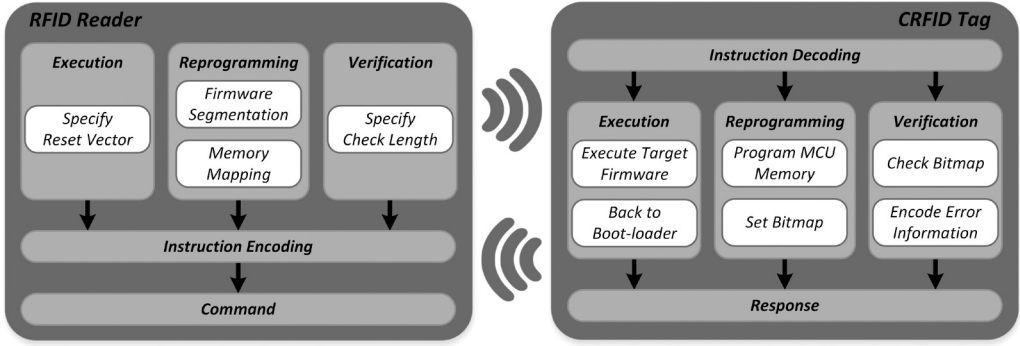 RFID Reader
Execution
Specify
Reset Vector
Reprogramming
Firmware
Segmentation
Memory
Mapping
Verification
Specify
Check Length
Instruction Encoding
Command
CRFID Tag
Instruction Decoding
Execution
Execute Target
Firmware
Back to
Boot-loader
Reprogramming
Program MCU
Memory
Set Bitmap
Verification
Check Bitmap
Encode Error
Information
Response